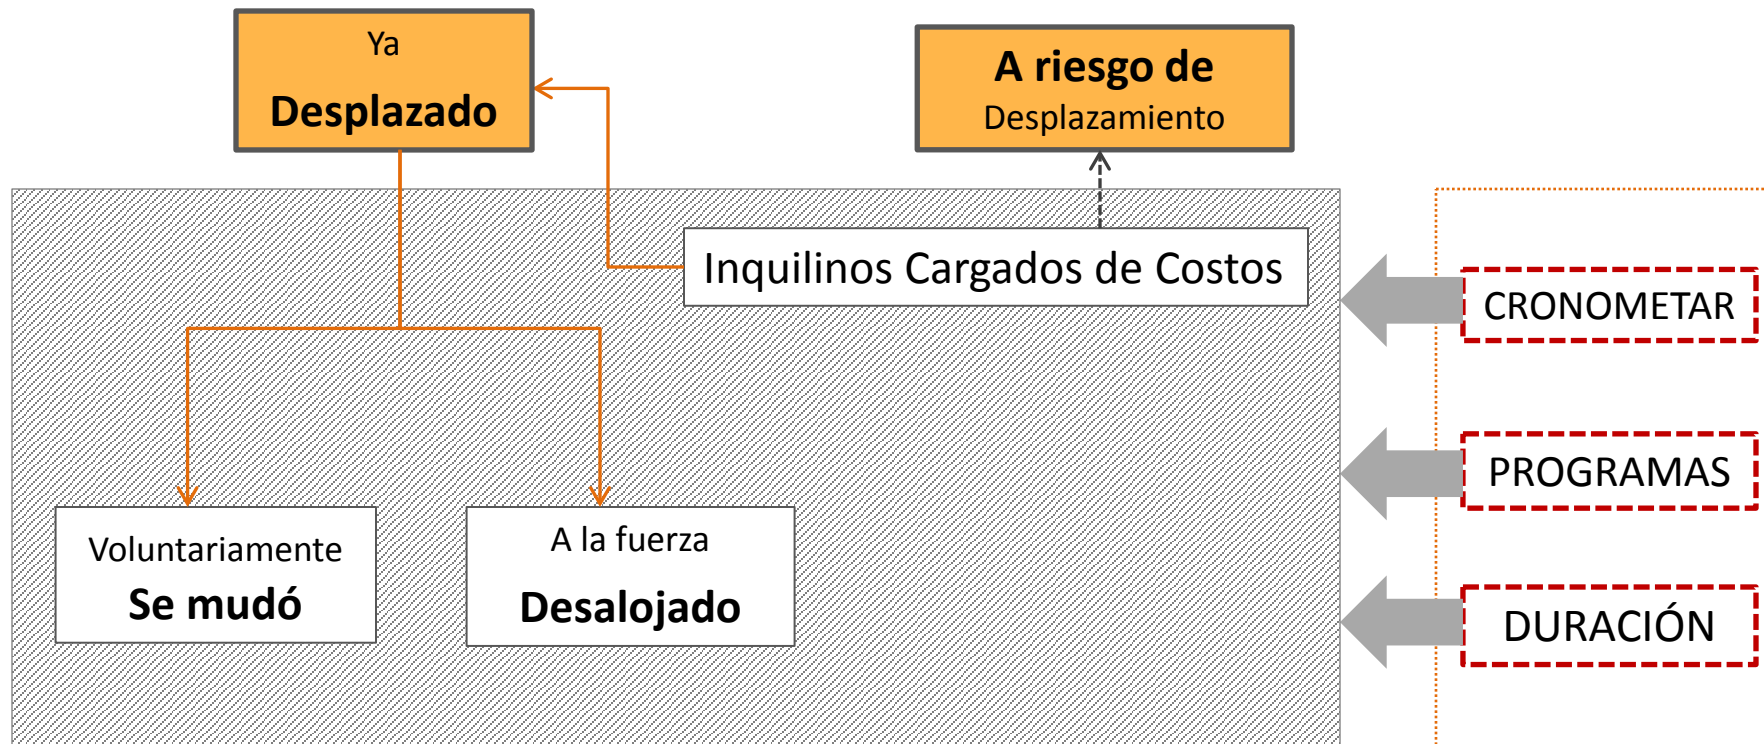 Ya
Desplazado
A riesgo de
Desplazamiento
Inquilinos Cargados de Costos
CRONOMETAR
PROGRAMAS
Voluntariamente
Se mudó
A la fuerza
Desalojado
DURACIÓN